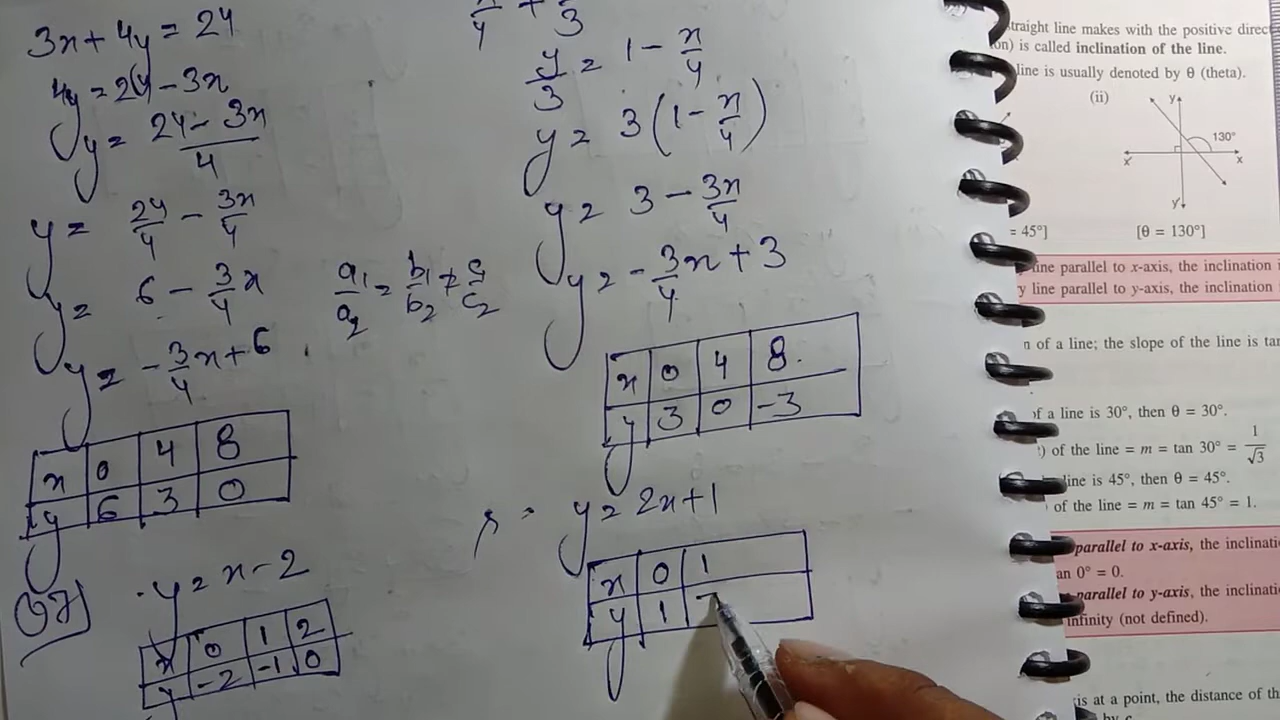 3x + 4y = 24
4y = 24 - 3x
y = 24 - 3x / 4
y = 24/4 - 3x/4
y = 6 - 3/4 x
y = -3/4 x + 6
x 0 4 8
y 6 3 0
a1/a2 = b1/b2 ≠ c1/c2
Q7)
y = x - 2
x 0 1 2
y -2 -1 0
y/3 = 1 - x/4
y = 3(1 - x/4)
y = 3 - 3x/4
y = -3/4 x + 3
x 0 4 8
y 3 0 -3
y = 2x + 1
x 0 1
y 1
straight line makes with the positive
is called inclination of the line.
line is usually denoted by θ (theta).
(ii)
y
130°
x' x
y'
= 45°] [θ = 130°]
line parallel to x-axis, the inclination
line parallel to y-axis, the inclination
of a line; the slope of the line is
of a line is 30°, then θ = 30°.
) of the line = m = tan 30° = 1/√3
line is 45°, then θ = 45°.
of the line = m = tan 45° = 1.
parallel to x-axis, the
0° = 0.
parallel to y-axis, the
infinity (not defined).
is at a point, the distance of